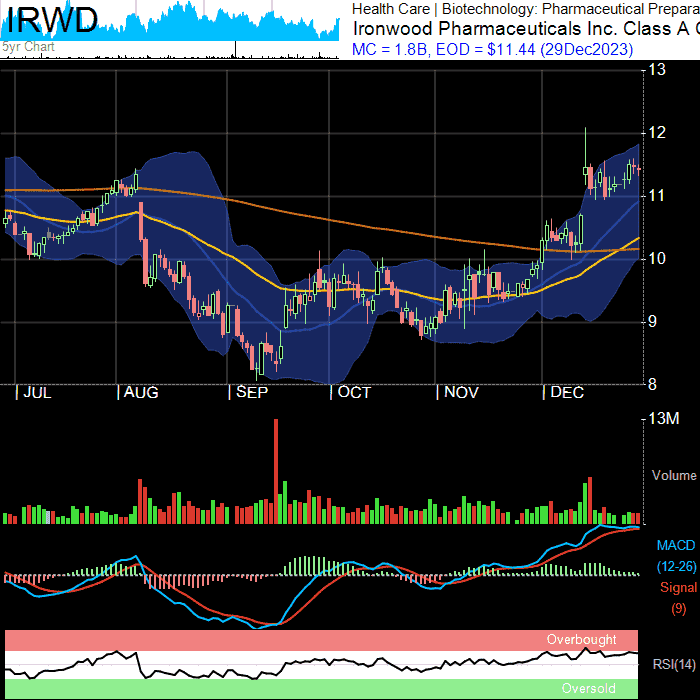 IRWD
5yr Chart
Health Care | Biotechnology: Pharmaceutical Prepara
Ironwood Pharmaceuticals Inc. Class A C
MC = 1.8B, EOD = $11.44 (29Dec2023)
13
12
11
10
9
8
JUL
AUG
SEP
OCT
NOV
DEC
13M
Volume
MACD
(12-26)
Signal
(9)
Overbought
RSI(14)
Oversold